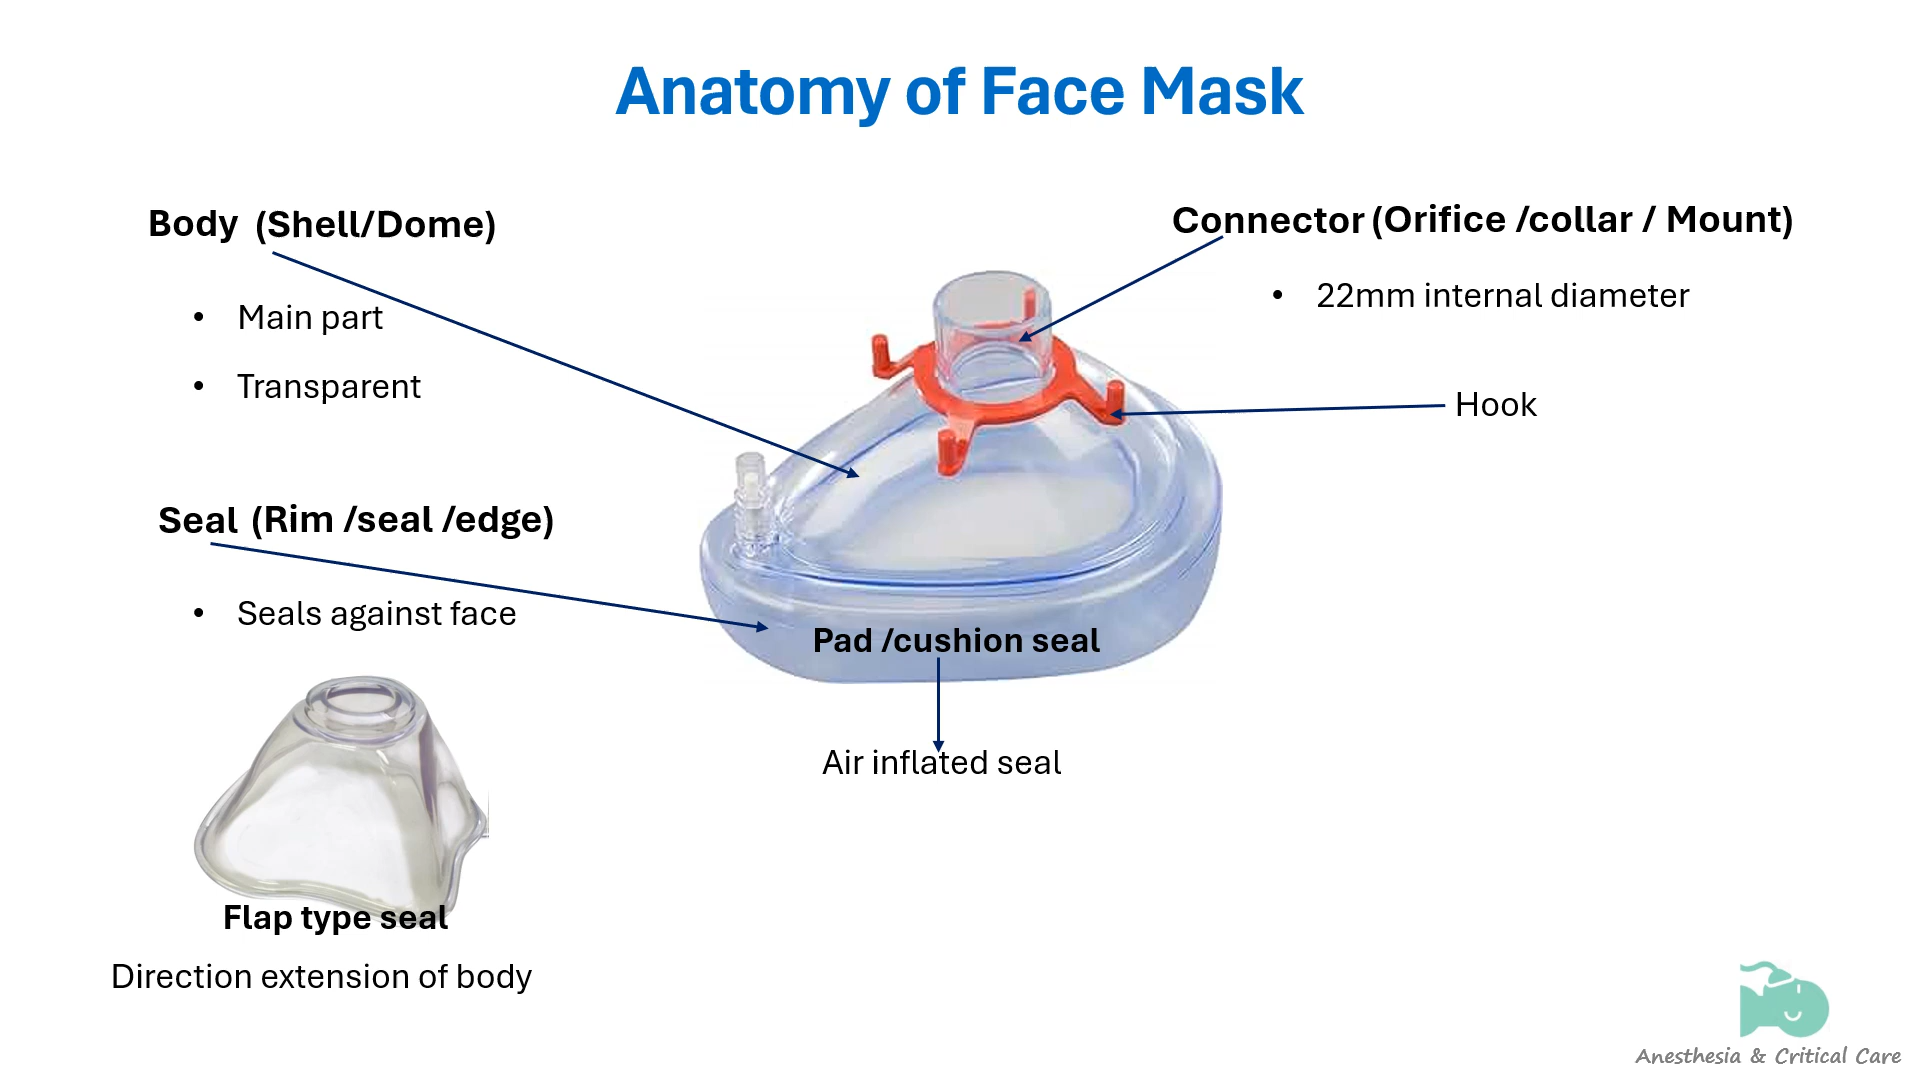 Anatomy of Face Mask
Body (Shell/Dome)
• Main part
• Transparent
Seal (Rim /seal /edge)
• Seals against face
Flap type seal
Direction extension of body
Connector (Orifice /collar / Mount)
• 22mm internal diameter
Hook
Pad /cushion seal
Air inflated seal
Anesthesia & Critical Care